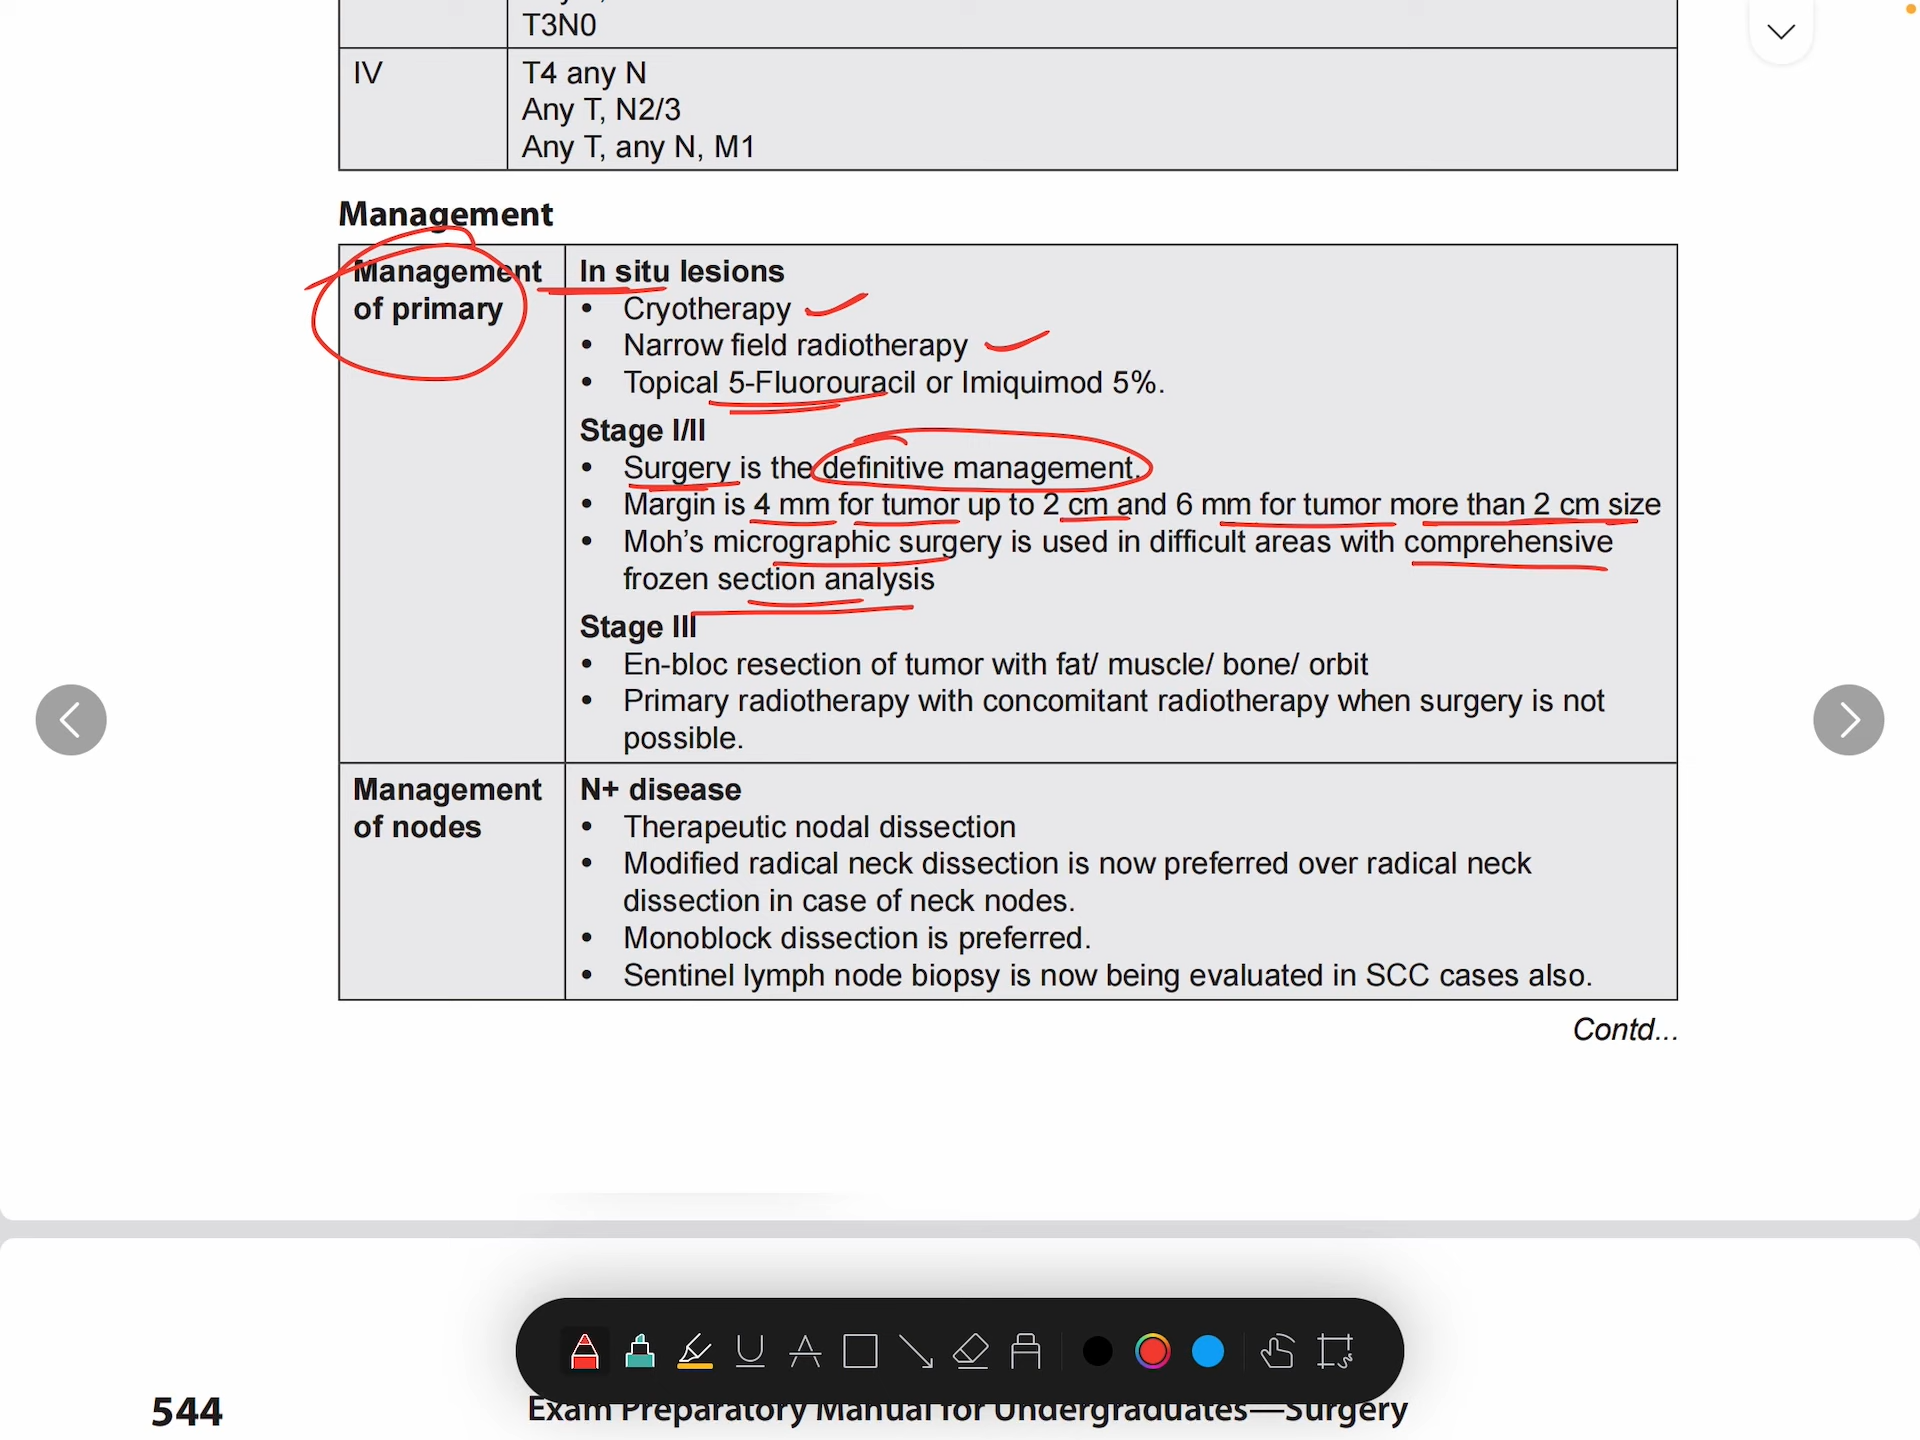 T3N0
IV
T4 any N
Any T, N2/3
Any T, any N, M1
Management
Management of primary
In situ lesions
• Cryotherapy
• Narrow field radiotherapy
• Topical 5-Fluorouracil or Imiquimod 5%.
Stage I/II
• Surgery is the definitive management.
• Margin is 4 mm for tumor up to 2 cm and 6 mm for tumor more than 2 cm size
• Moh's micrographic surgery is used in difficult areas with comprehensive
frozen section analysis
Stage III
• En-bloc resection of tumor with fat/ muscle/ bone/ orbit
• Primary radiotherapy with concomitant radiotherapy when surgery is not
possible.
Management
of nodes
N+ disease
• Therapeutic nodal dissection
• Modified radical neck dissection is now preferred over radical neck
dissection in case of neck nodes.
• Monoblock dissection is preferred.
• Sentinel lymph node biopsy is now being evaluated in SCC cases also.
Contd...
544
Exam Preparatory Manual for Undergraduates—Surgery